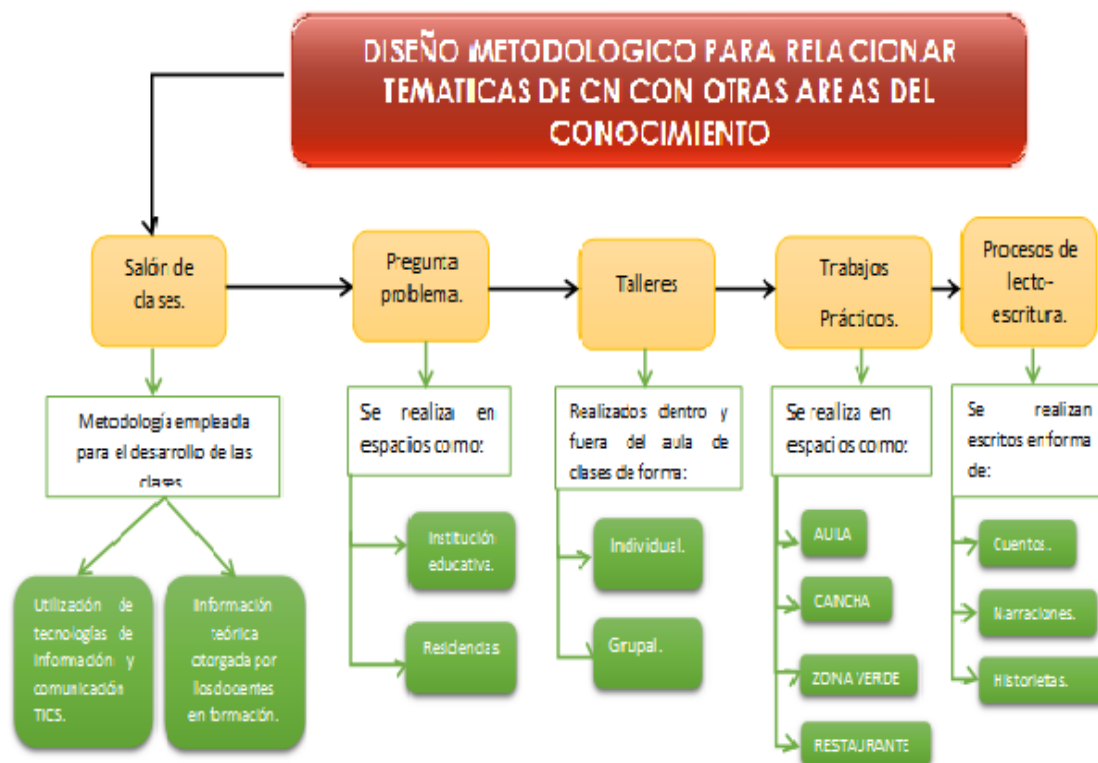 DISEÑO METODOLOGICO PARA RELACIONAR
TEMATICAS DE CN CON OTRAS AREAS DEL
CONOCIMIENTO
Salón de
clases.
Pregunta
problema.
Talleres
Trabajos
Prácticos.
Procesos de
lecto-
escritura.
Metodología empleada
para el desarrollo de las
clases
Se realizan en
espacios como:
Realizados dentro y
fuera del aula de
clases de forma:
Se realiza en
espacios como:
Se realizan
escritos en forma
de:
Utilización de
tecnologías de
información y
comunicación
TICS.
Información
teórica
otorgada por
los docentes
en formación.
Institución
educativa.
Residencias
Individual.
Grupal.
AULA
CANCHA
ZONA VERDE
RESTAURANTE
Cuentos.
Narraciones.
Historietas.